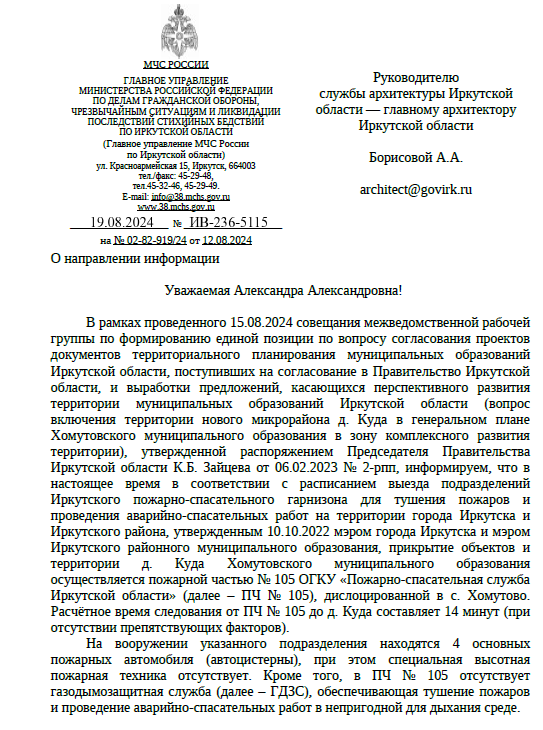 МЧС РОССИИ
ГЛАВНОЕ УПРАВЛЕНИЕ
МИНИСТЕРСТВА РОССИЙСКОЙ ФЕДЕРАЦИИ
ПО ДЕЛАМ ГРАЖДАНСКОЙ ОБОРОНЫ,
ЧРЕЗВЫЧАЙНЫМ СИТУАЦИЯМ И ЛИКВИДАЦИИ
ПОСЛЕДСТВИЙ СТИХИЙНЫХ БЕДСТВИЙ
ПО ИРКУТСКОЙ ОБЛАСТИ
(Главное управление МЧС России
по Иркутской области)
ул. Красноармейская 15, Иркутск, 664003
тел./факс: 45-29-48,
тел.45-32-46, 45-29-49.
E-mail: info@38.mchs.gov.ru
www.38.mchs.gov.ru
19.08.2024 № ИВ-236-5115
на № 02-82-919/24 от 12.08.2024
О направлении информации
Руководителю
службы архитектуры Иркутской
области — главному архитектору
Иркутской области
Борисовой А.А.
architect@govirk.ru
Уважаемая Александра Александровна!
В рамках проведенного 15.08.2024 совещания межведомственной рабочей
группы по формированию единой позиции по вопросу согласования проектов
документов территориального планирования муниципальных образований
Иркутской области, поступивших на согласование в Правительство Иркутской
области, и выработки предложений, касающихся перспективного развития
территории муниципальных образований Иркутской области (вопрос
включения территории нового микрорайона д. Куда в генеральном плане
Хомутовского муниципального образования в зону комплексного развития
территории), утвержденной распоряжением Председателя Правительства
Иркутской области К.Б. Зайцева от 06.02.2023 № 2-рпп, информируем, что в
настоящее время в соответствии с расписанием выезда подразделений
Иркутского пожарно-спасательного гарнизона для тушения пожаров и
проведения аварийно-спасательных работ на территории города Иркутска и
Иркутского района, утвержденным 10.10.2022 мэром города Иркутска и мэром
Иркутского районного муниципального образования, прикрытие объектов и
территории д. Куда Хомутовского муниципального образования
осуществляется пожарной частью № 105 ОГКУ «Пожарно-спасательная служба
Иркутской области» (далее – ПЧ № 105), дислоцированной в с. Хомутово.
Расчётное время следования от ПЧ № 105 до д. Куда составляет 14 минут (при
отсутствии препятствующих факторов).
На вооружении указанного подразделения находятся 4 основных
пожарных автомобиля (автоцистерны), при этом специальная высотная
пожарная техника отсутствует. Кроме того, в ПЧ № 105 отсутствует
газодымозащитная служба (далее – ГДЗС), обеспечивающая тушение пожаров
и проведение аварийно-спасательных работ в непригодной для дыхания среде.